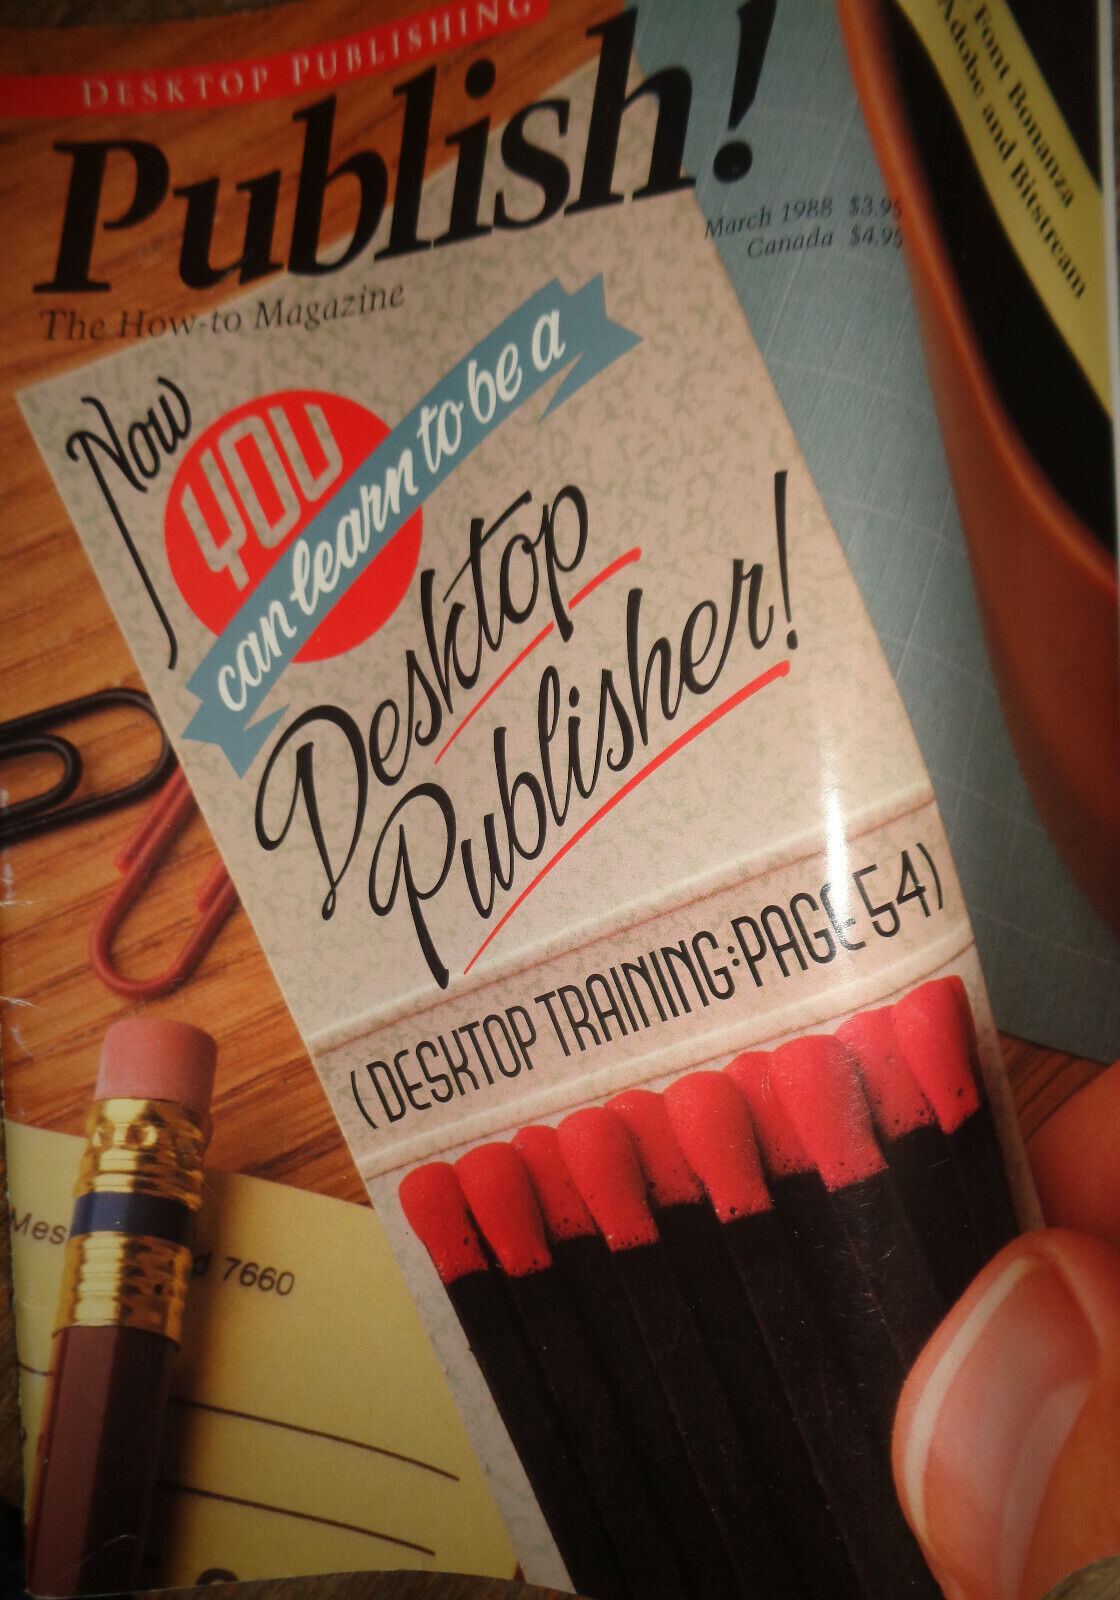 DESKTOP PUBLISHING
Publish!
The How-to Magazine
March 1988 $3.95
Canada $4.95
Font Bonanza
Adobe and Bitstream
Now
YOU
can learn to be a
Desktop
Publisher!
(DESKTOP TRAINING: PAGE 54)
7660